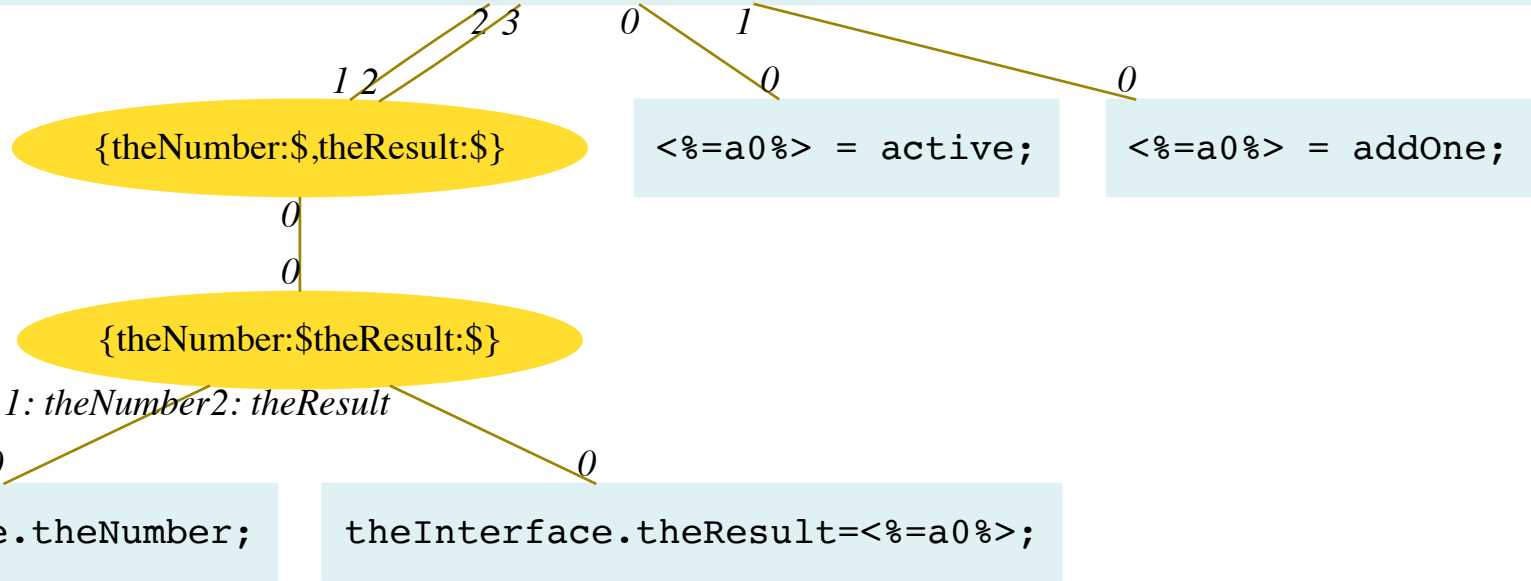 2 3 0 1
1 2 0 0
{theNumber:$,theResult:$} <%=a0%> = active; <%=a0%> = addOne;
0
0
{theNumber:$theResult:$}
1: theNumber2: theResult
0
e.theNumber; theInterface.theResult=<%=a0%>;